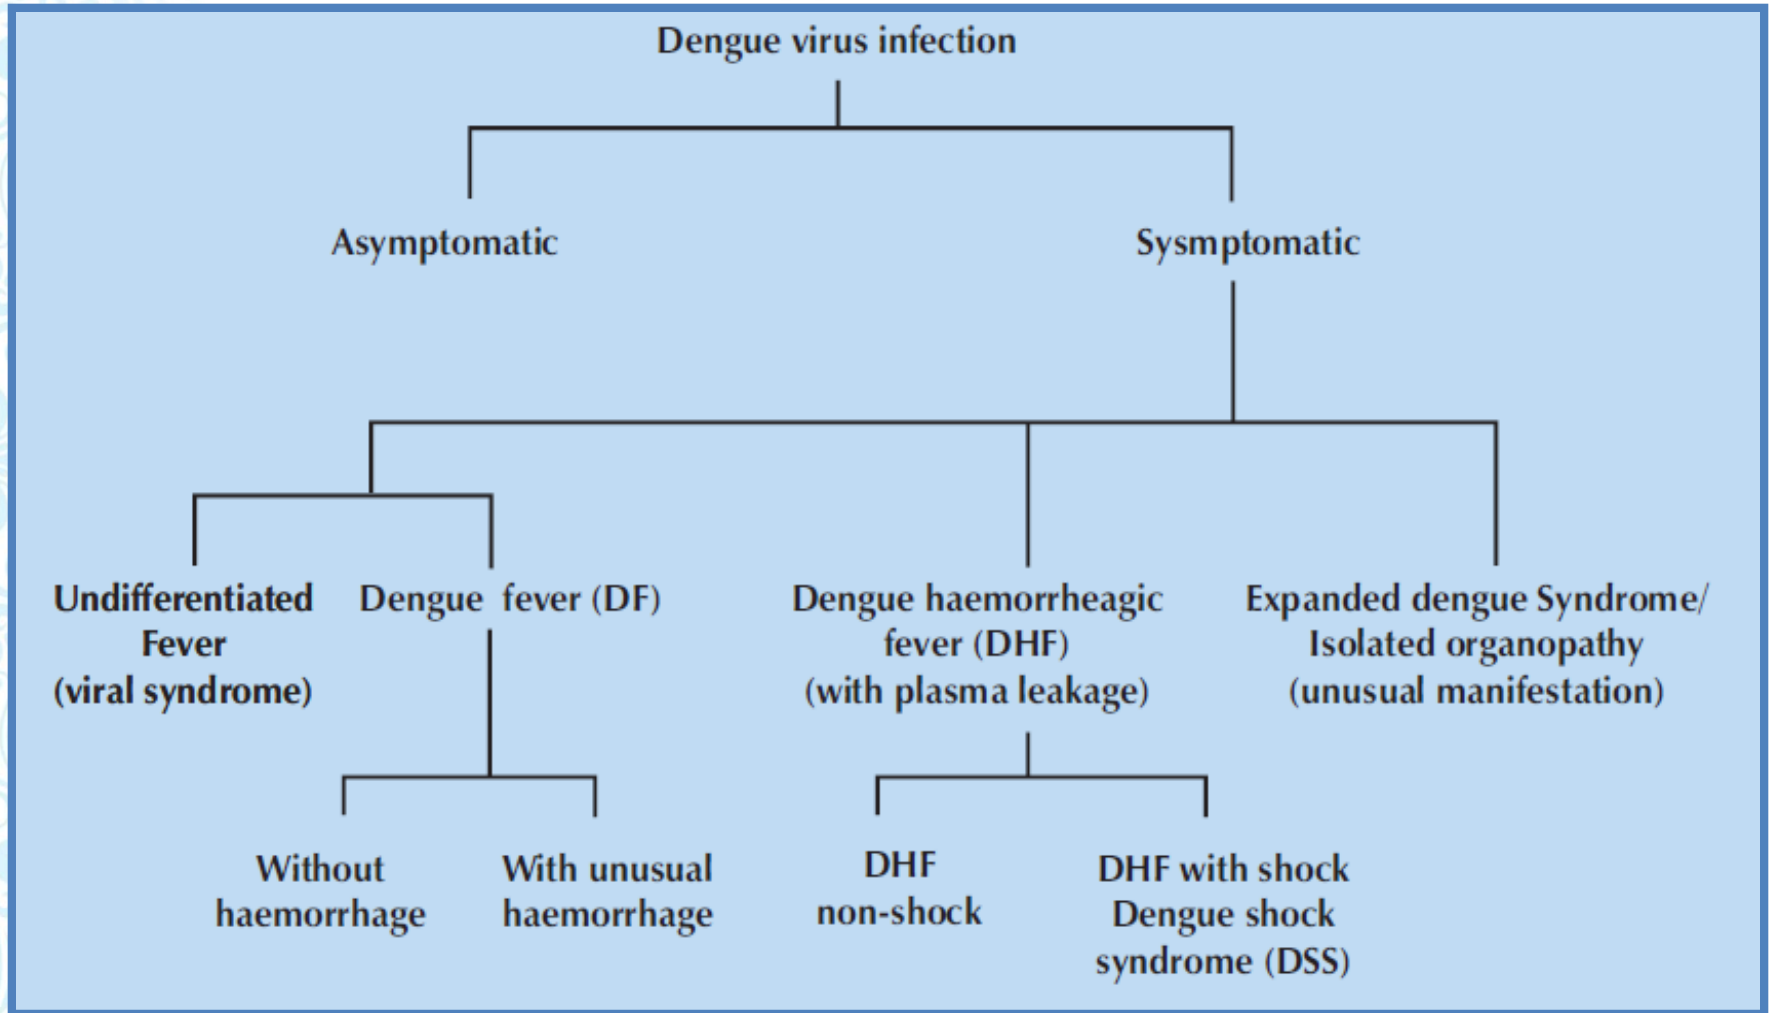 Dengue virus infection
Asymptomatic
Sysmptomatic
Undifferentiated
Fever
(viral syndrome)
Dengue fever (DF)
Dengue haemorrheagic
fever (DHF)
(with plasma leakage)
Expanded dengue Syndrome/
Isolated organopathy
(unusual manifestation)
Without
haemorrhage
With unusual
haemorrhage
DHF
non-shock
DHF with shock
Dengue shock
syndrome (DSS)